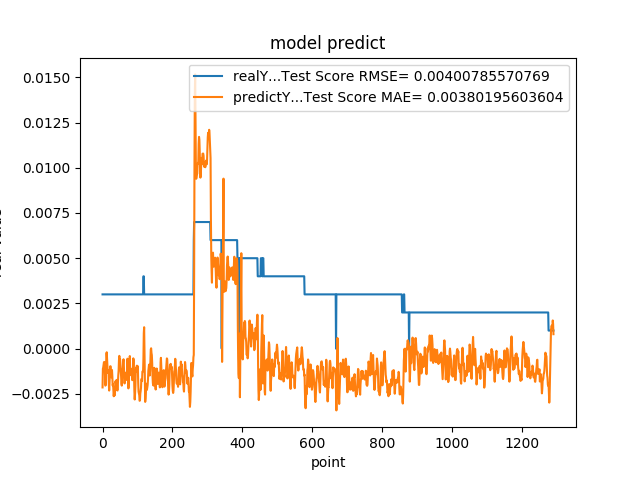 model predict
realY...Test Score RMSE= 0.00400785570769
predictY...Test Score MAE= 0.00380195603604
0.0150
0.0125
0.0100
0.0075
0.0050
0.0025
0.0000
−0.0025
0 200 400 600 800 1000 1200
point